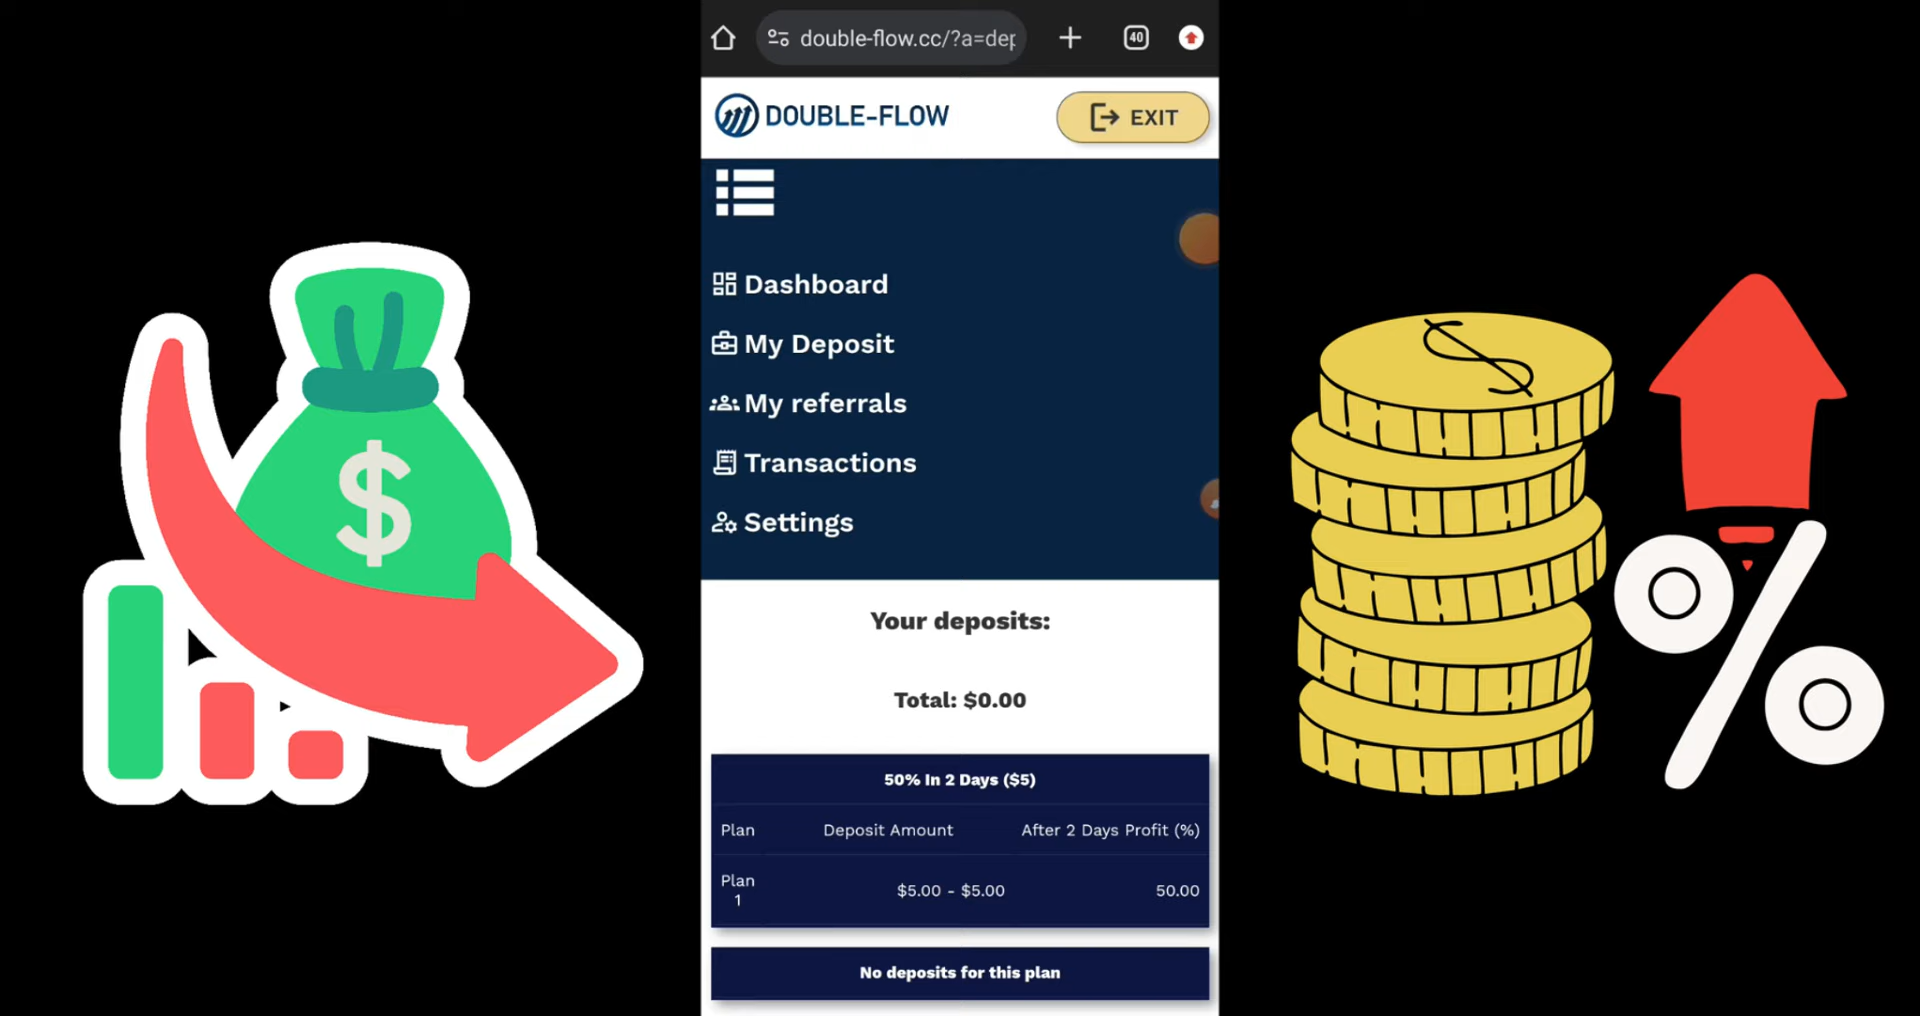 double-flow.cc/?a=dep
40
DOUBLE-FLOW
EXIT
Dashboard
My Deposit
My referrals
Transactions
Settings
Your deposits:
Total: $0.00
50% In 2 Days ($5)
Plan Deposit Amount After 2 Days Profit (%)
Plan 1 $5.00 - $5.00 50.00
No deposits for this plan
$
$
%